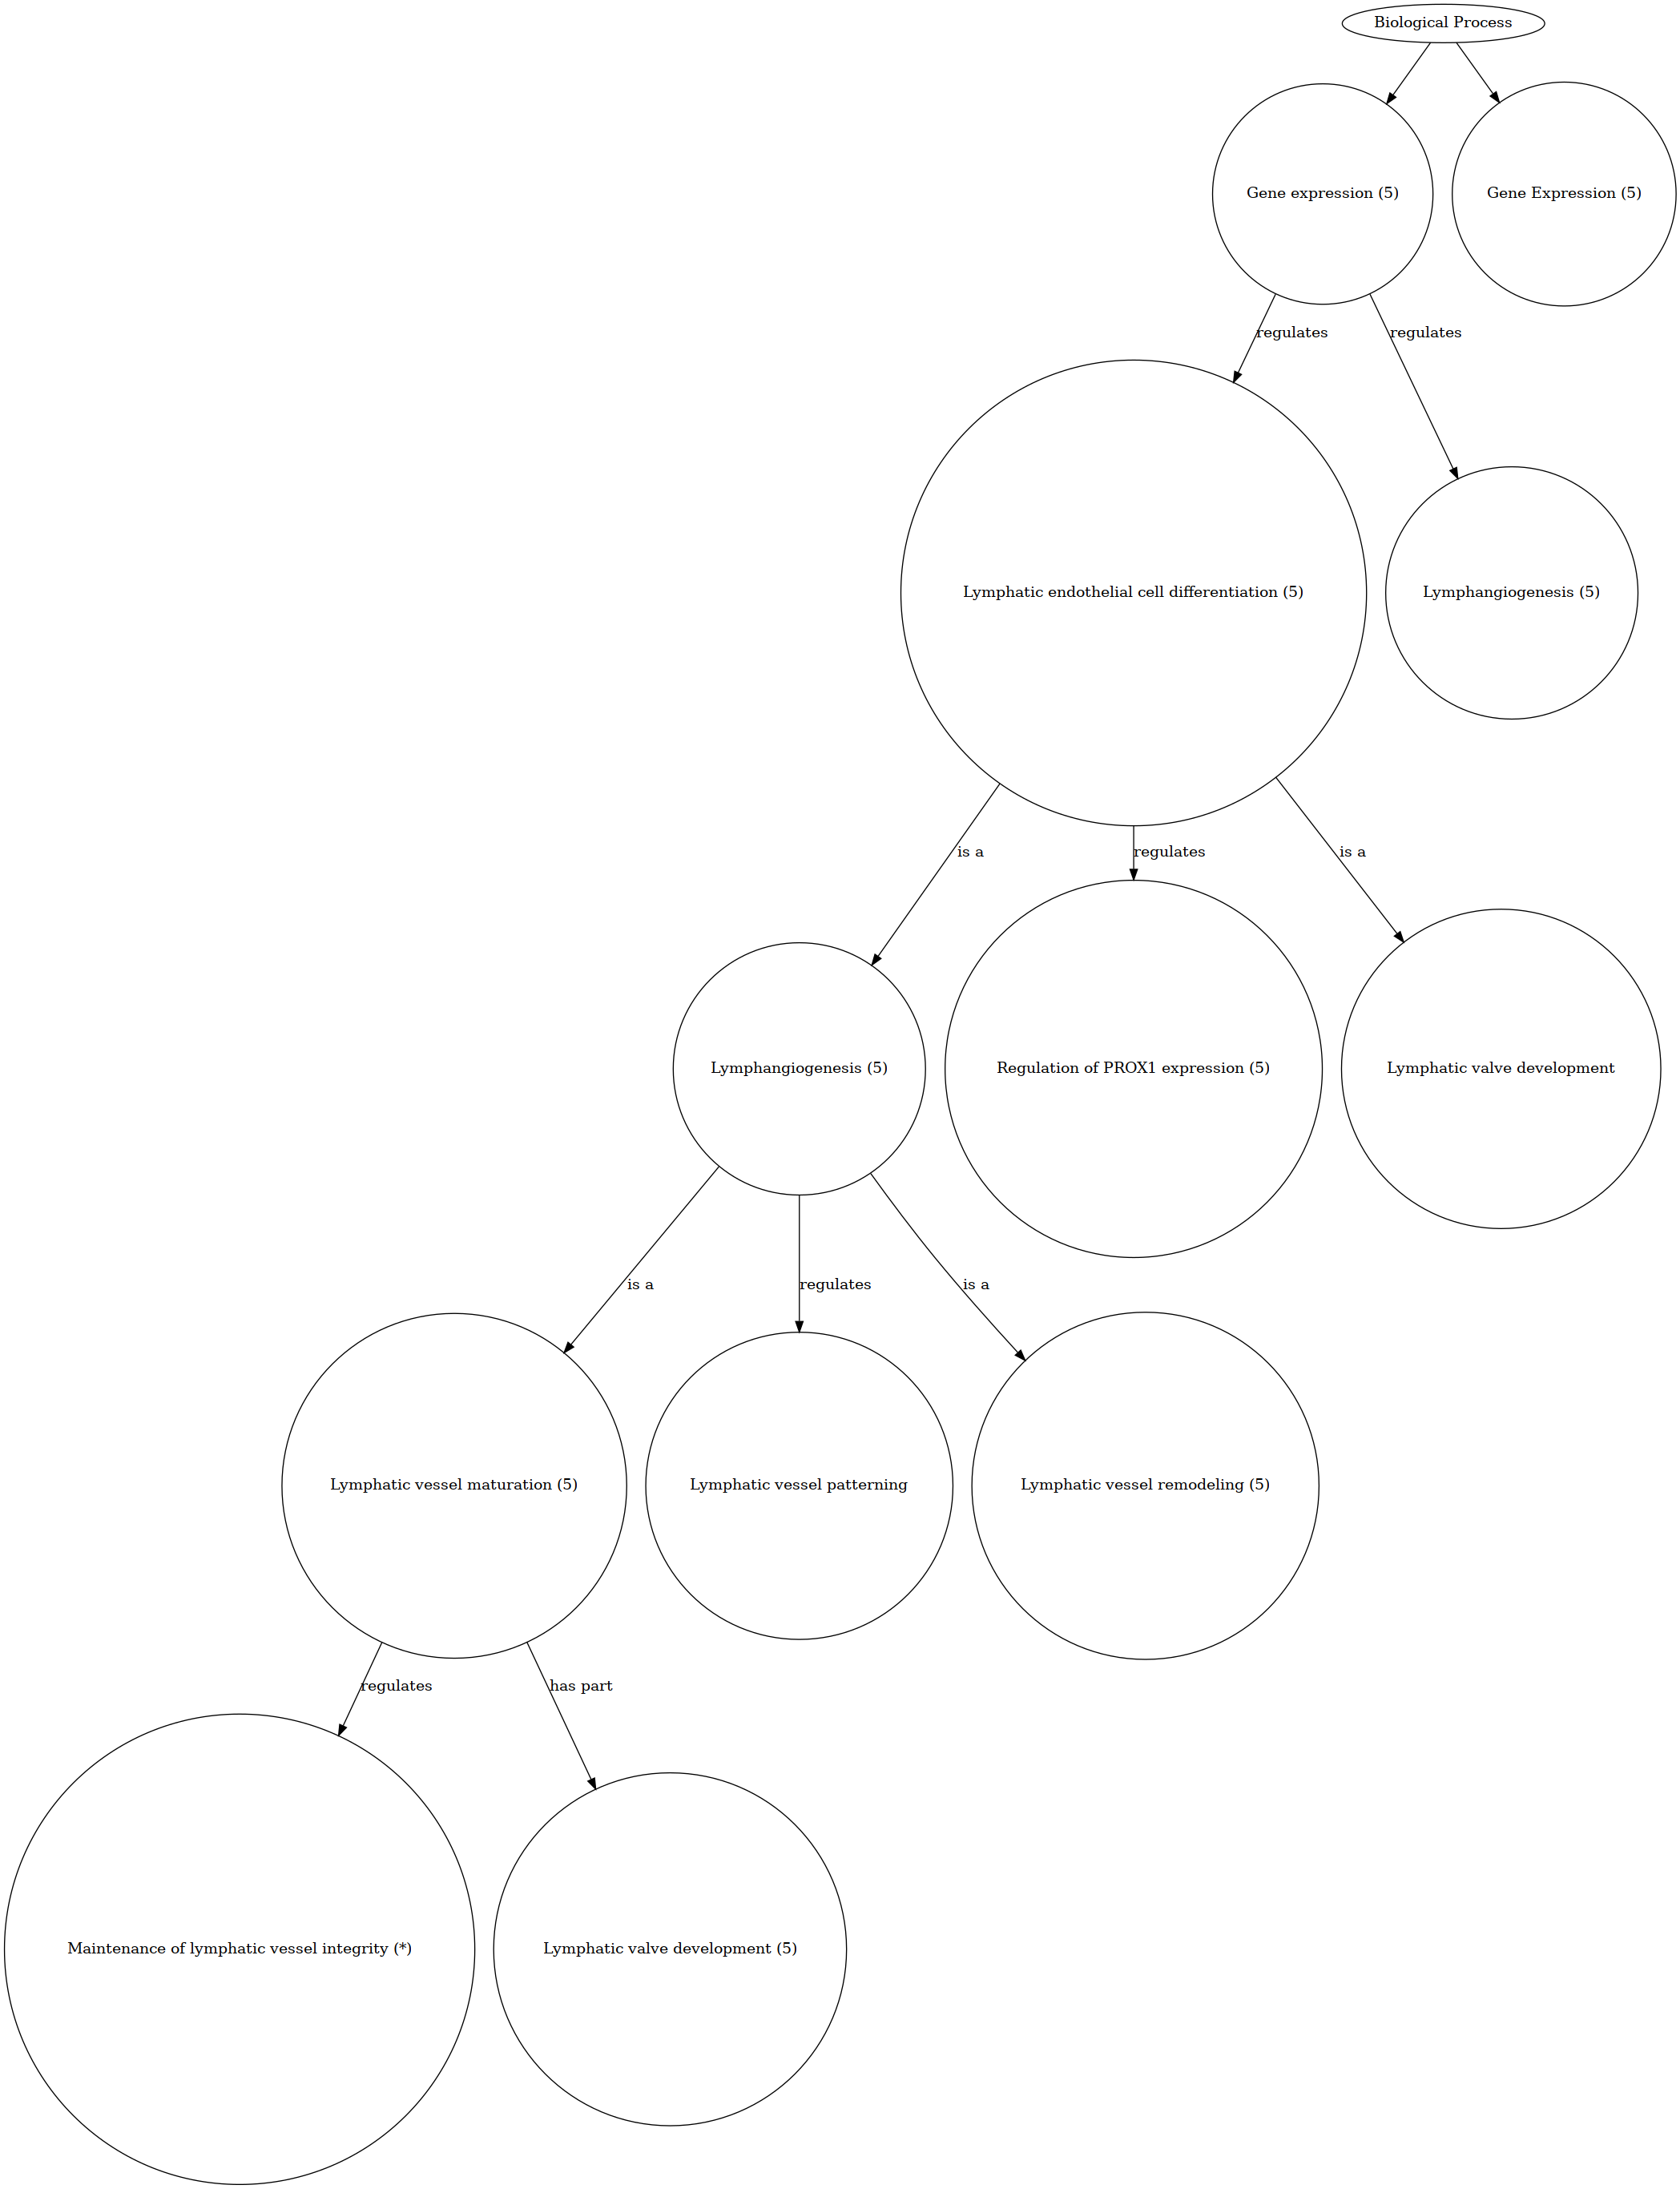 Biological Process
Gene expression (5)
Gene Expression (5)
regulates
regulates
Lymphatic endothelial cell differentiation (5)
Lymphangiogenesis (5)
is a
regulates
is a
Lymphangiogenesis (5)
Regulation of PROX1 expression (5)
Lymphatic valve development
is a
regulates
is a
Lymphatic vessel maturation (5)
Lymphatic vessel patterning
Lymphatic vessel remodeling (5)
regulates
has part
Maintenance of lymphatic vessel integrity (*)
Lymphatic valve development (5)